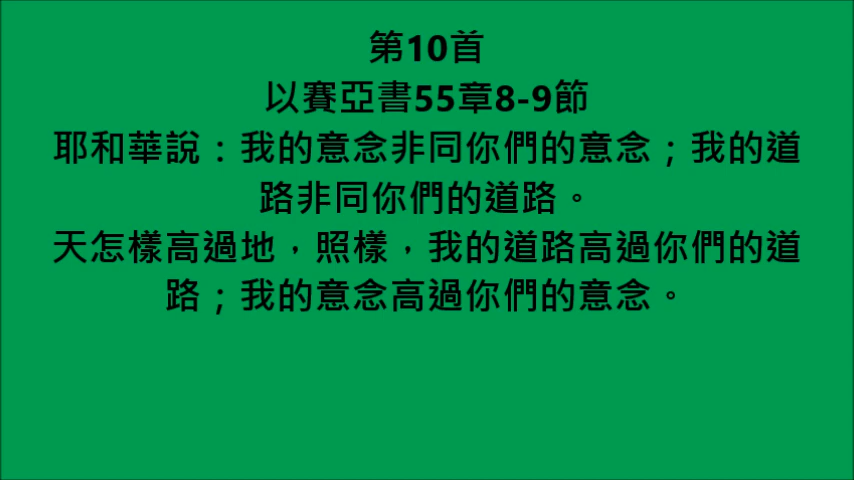 第10首
以賽亞書55章8-9節
耶和華說：我的意念非同你們的意念；我的道
路非同你們的道路。
天怎樣高過地，照樣，我的道路高過你們的道
路；我的意念高過你們的意念。